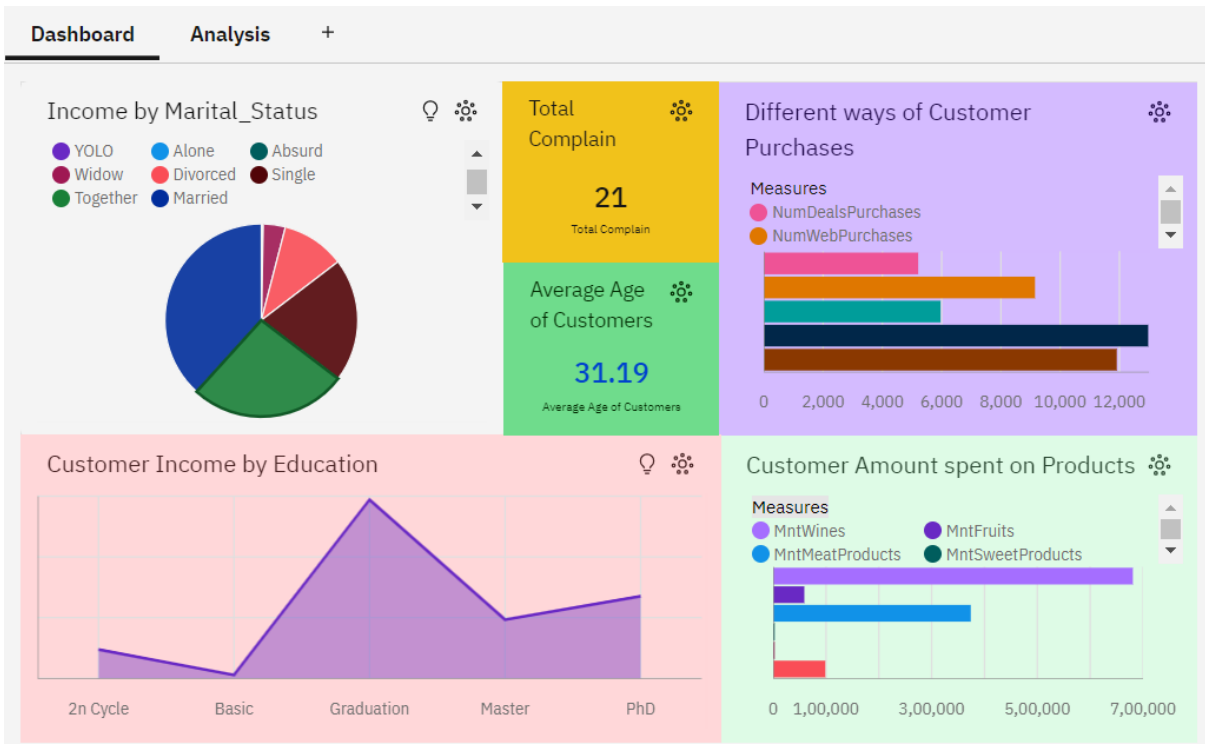 Dashboard Analysis +
Income by Marital_Status
YOLO Alone Absurd
Widow Divorced Single
Together Married
Total
Complain
21
Total Complain
Average Age
of Customers
31.19
Average Age of Customers
Different ways of Customer
Purchases
Measures
NumDealsPurchases
NumWebPurchases
0 2,000 4,000 6,000 8,000 10,000 12,000
Customer Income by Education
2n Cycle Basic Graduation Master PhD
Customer Amount spent on Products
Measures
MntWines MntFruits
MntMeatProducts MntSweetProducts
0 1,00,000 3,00,000 5,00,000 7,00,000